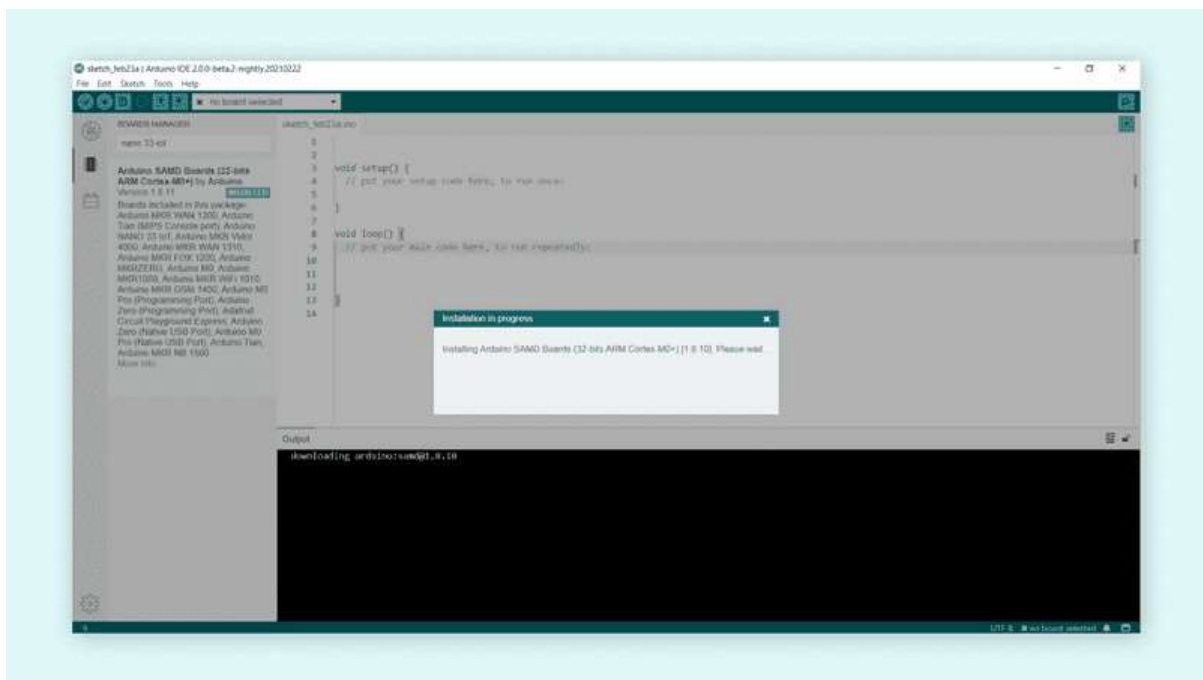 sketch_feb23a | Arduino IDE 2.0.0-beta.2-nightly.20210222
File Edit Sketch Tools Help
no board selected
BOARDS MANAGER
sketch_feb23a.ino
nano 33 iot
Arduino SAMD Boards (32-bits
ARM Cortex-M0+) by Arduino
Version 1.8.11
INSTALLED
Boards included in this package:
Arduino MKR WAN 1300, Arduino
Tian (MIPS Console port), Arduino
NANO 33 IoT, Arduino MKR Vidor
4000, Arduino MKR WAN 1310,
Arduino MKR FOX 1200, Arduino
MKRZERO, Arduino M0, Arduino
MKR1000, Arduino MKR WiFi 1010,
Arduino MKR GSM 1400, Arduino M0
Pro (Programming Port), Arduino
Zero (Programming Port), Adafruit
Circuit Playground Express, Arduino
Zero (Native USB Port), Arduino M0
Pro (Native USB Port), Arduino Tian,
Arduino MKR NB 1500
More info
1
2
3 void setup() {
4 // put your setup code here, to run once:
5
6 }
7
8 void loop() {
9 // put your main code here, to run repeatedly:
10
11
12
13 }
14
Installation in progress
Installing Arduino SAMD Boards (32-bits ARM Cortex-M0+) [1.8.10]. Please wait
Output
downloading arduino:samd@1.8.10
UTF-8 no board selected